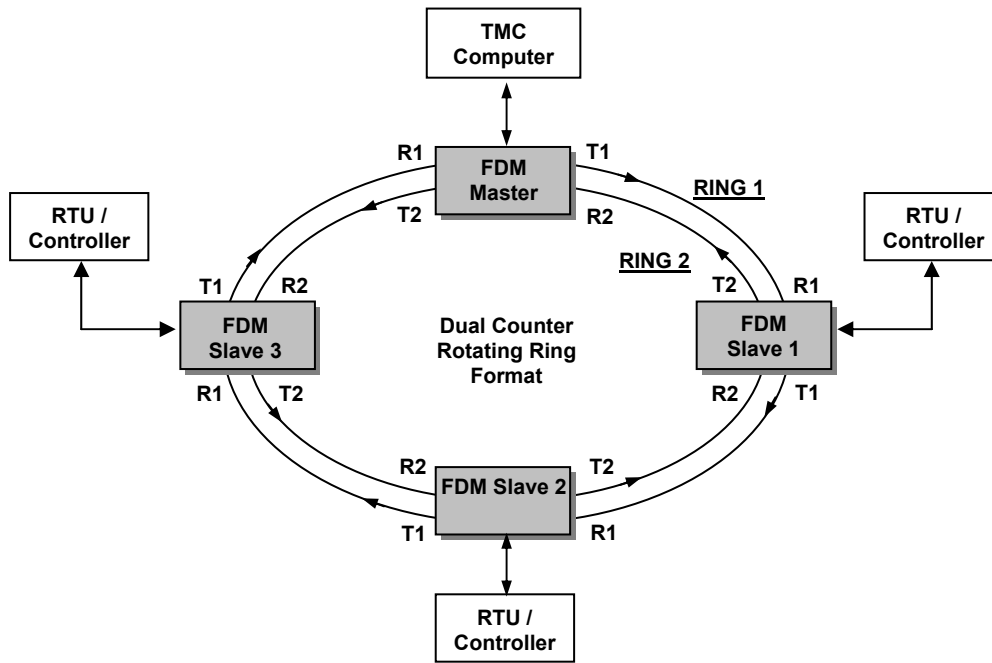 TMC
Computer
R1
FDM
Master
T1
T2
R2
RING 1
RING 2
RTU /
Controller
RTU /
Controller
T1
R2
T2
R1
FDM
Slave 3
Dual Counter
Rotating Ring
Format
FDM
Slave 1
R1
T2
R2
T1
R2
FDM Slave 2
T2
T1
R1
RTU /
Controller